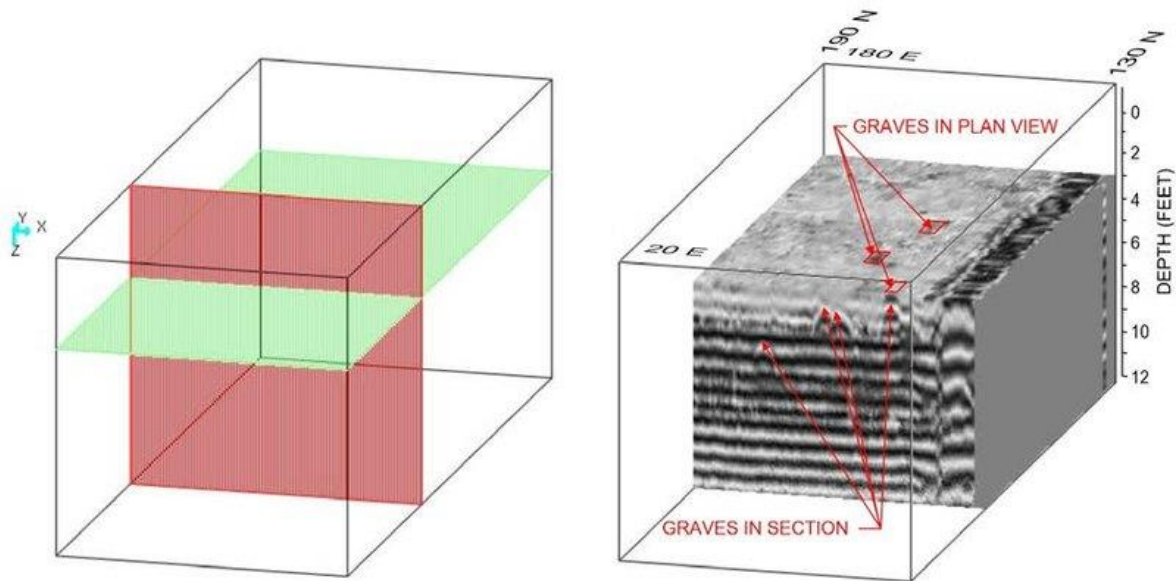 Y
X
Z
190 N
180 E
130 N
20 E
GRAVES IN PLAN VIEW
GRAVES IN SECTION
0
2
4
6
8
10
12
DEPTH (FEET)